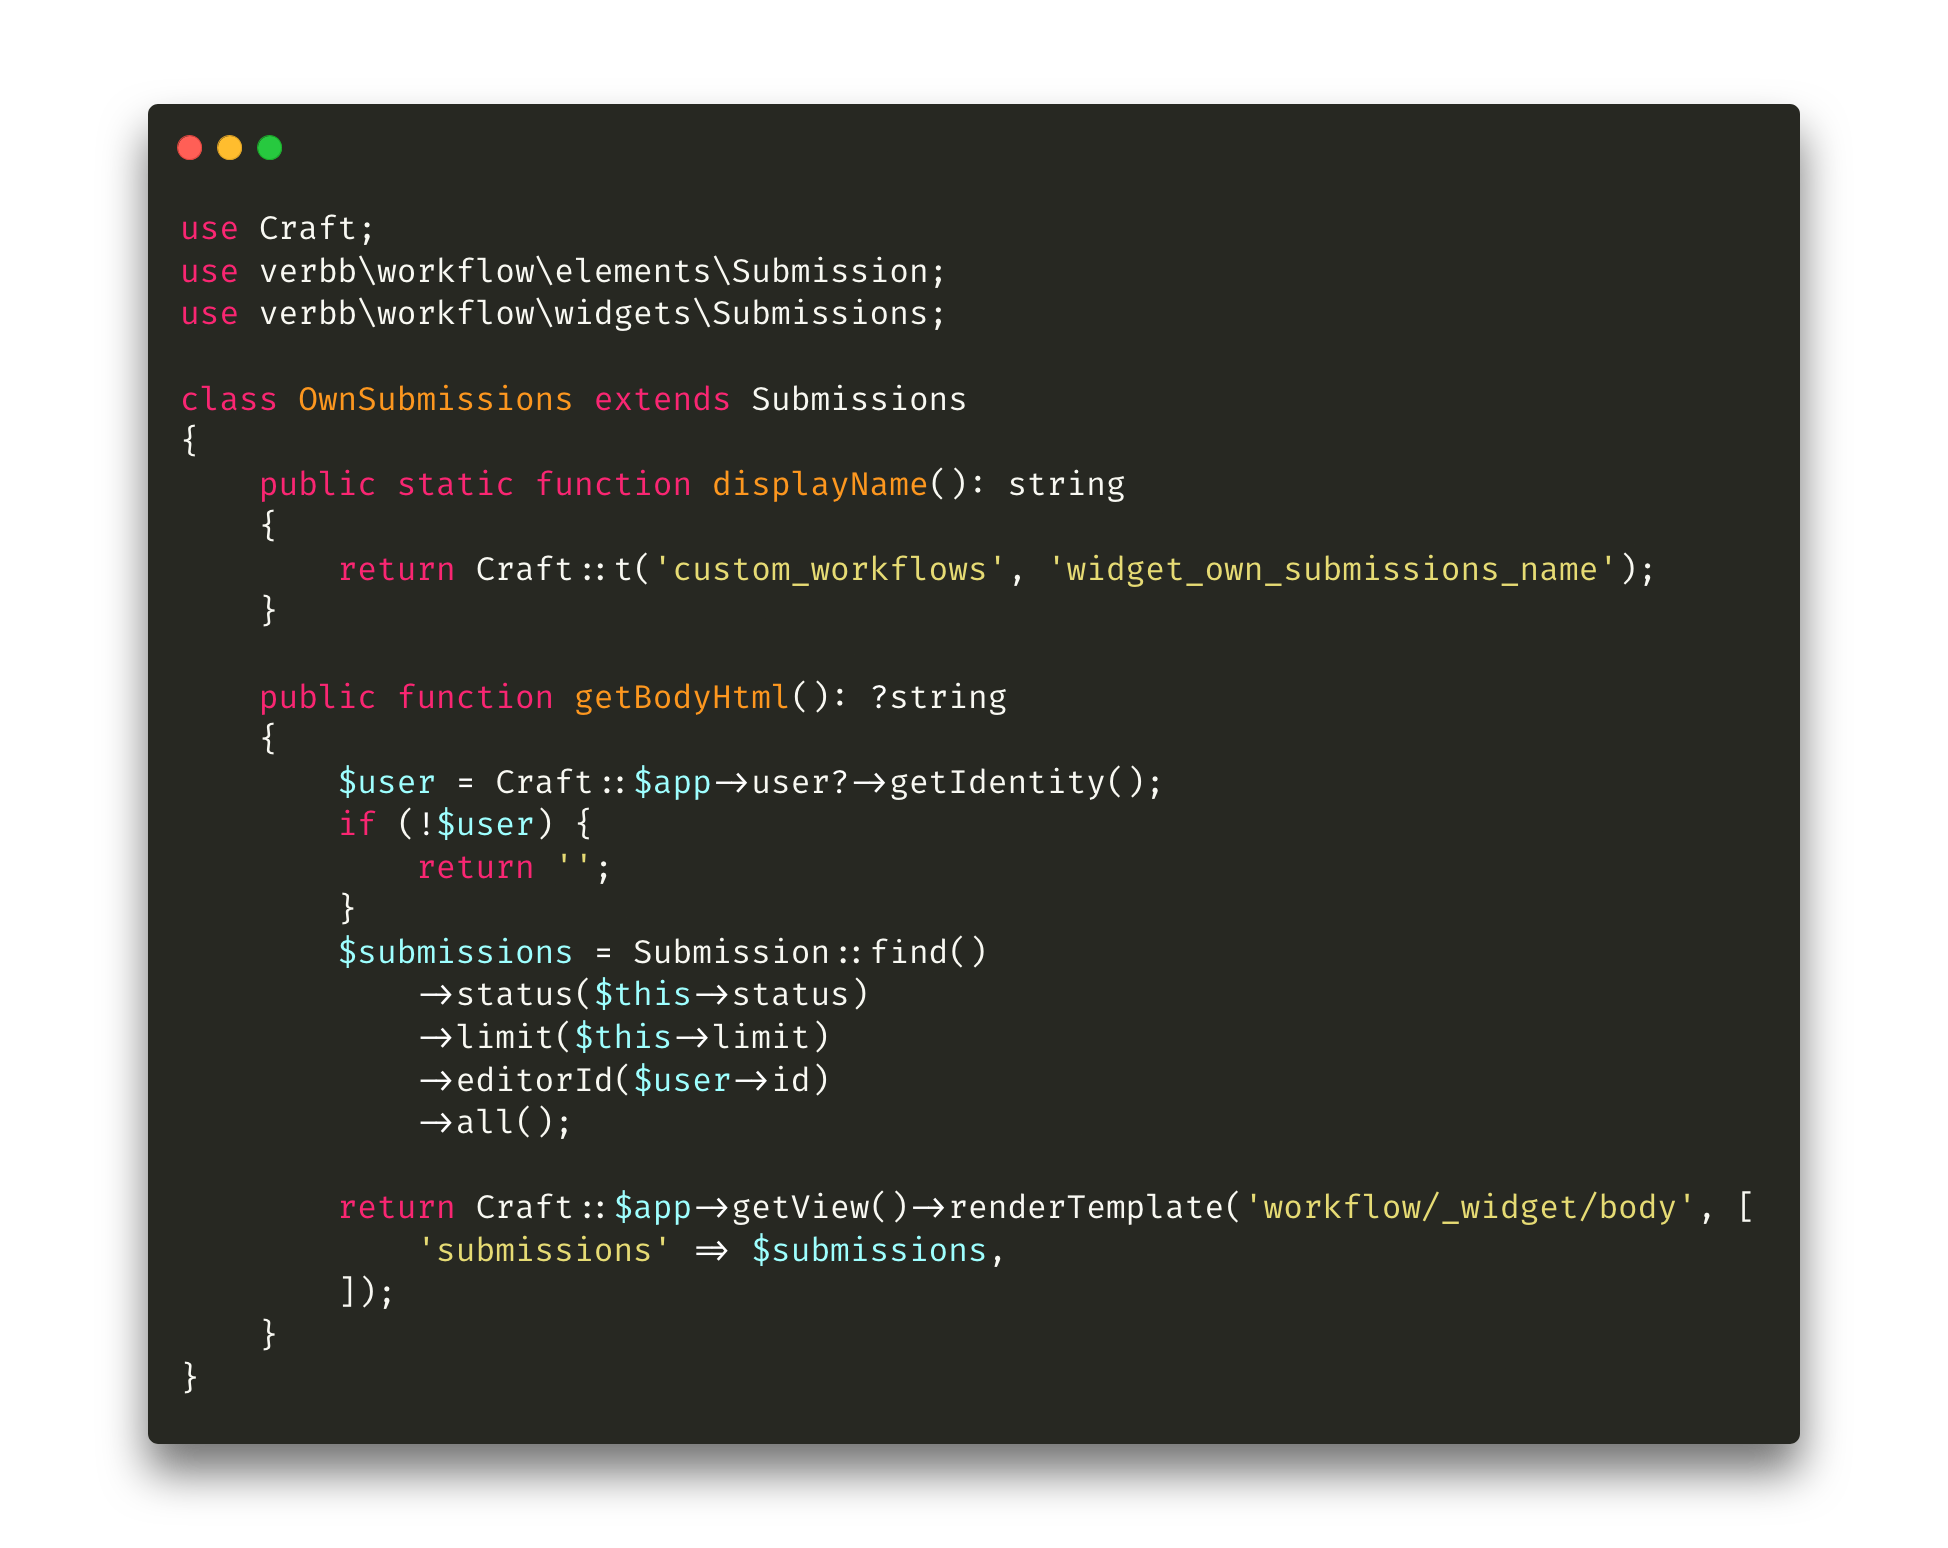 use Craft;
use verbb\workflow\elements\Submission;
use verbb\workflow\widgets\Submissions;

class OwnSubmissions extends Submissions
{
    public static function displayName(): string
    {
        return Craft::t('custom_workflows', 'widget_own_submissions_name');
    }

    public function getBodyHtml(): ?string
    {
        $user = Craft::$app->user?->getIdentity();
        if (!$user) {
            return '';
        }
        $submissions = Submission::find()
            ->status($this->status)
            ->limit($this->limit)
            ->editorId($user->id)
            ->all();

        return Craft::$app->getView()->renderTemplate('workflow/_widget/body', [
            'submissions' => $submissions,
        ]);
    }
}